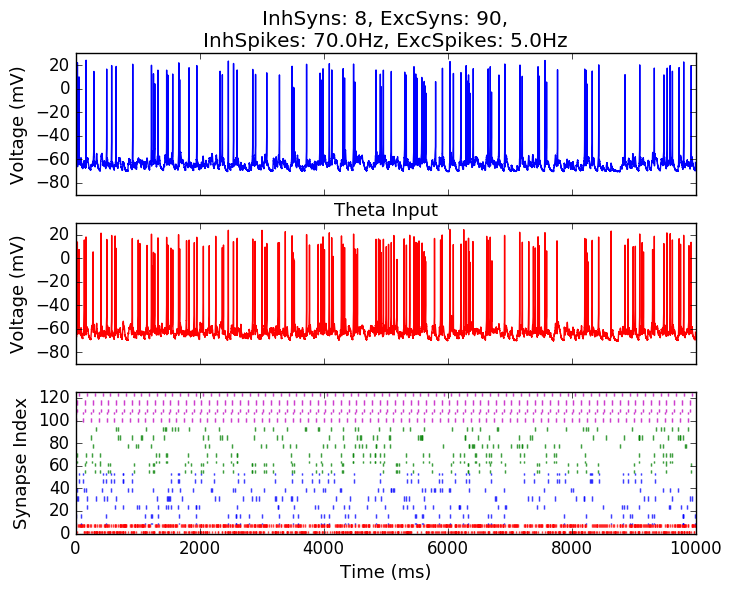 InhSyns: 8, ExcSyns: 90,
InhSpikes: 70.0Hz, ExcSpikes: 5.0Hz
Voltage (mV)
20
0
−20
−40
−60
−80
Theta Input
Voltage (mV)
20
0
−20
−40
−60
−80
Synapse Index
120
100
80
60
40
20
0
0 2000 4000 6000 8000 10000
Time (ms)